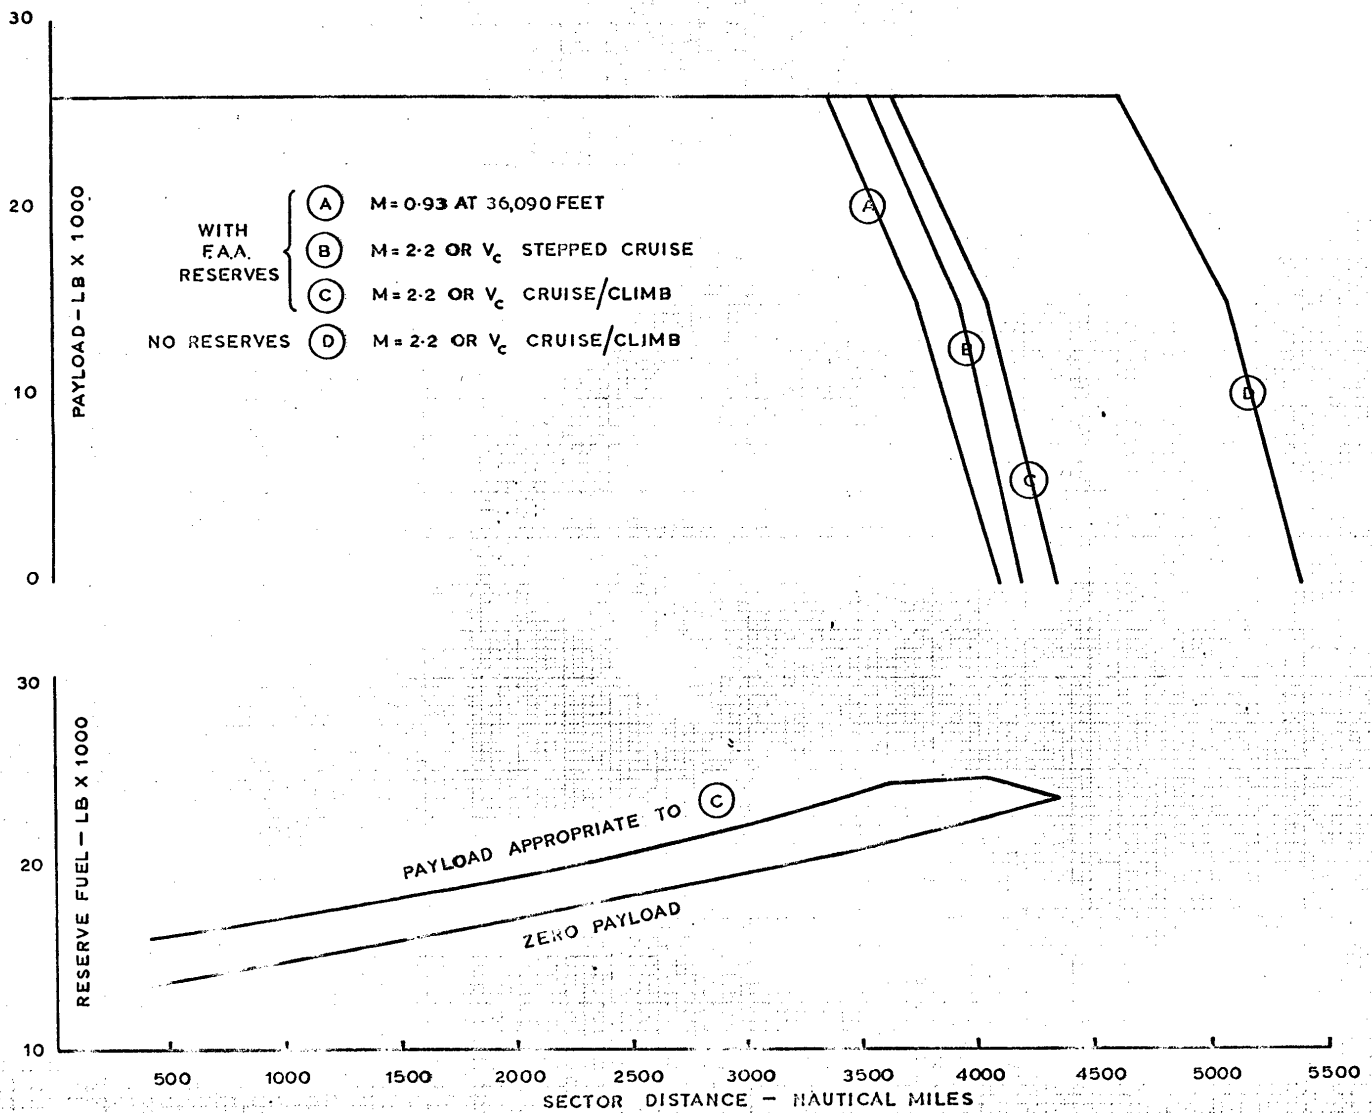 30
20
10
0
PAYLOAD-LB X 1000
WITH
F.A.A.
RESERVES
A M=0·93 AT 36,090 FEET
B M=2·2 OR Vc STEPPED CRUISE
C M=2·2 OR Vc CRUISE/CLIMB
NO RESERVES D M=2·2 OR Vc CRUISE/CLIMB
A
B
C
D
30
20
10
RESERVE FUEL - LB X 1000
PAYLOAD APPROPRIATE TO C
ZERO PAYLOAD
500 1000 1500 2000 2500 3000 3500 4000 4500 5000 5500
SECTOR DISTANCE - NAUTICAL MILES